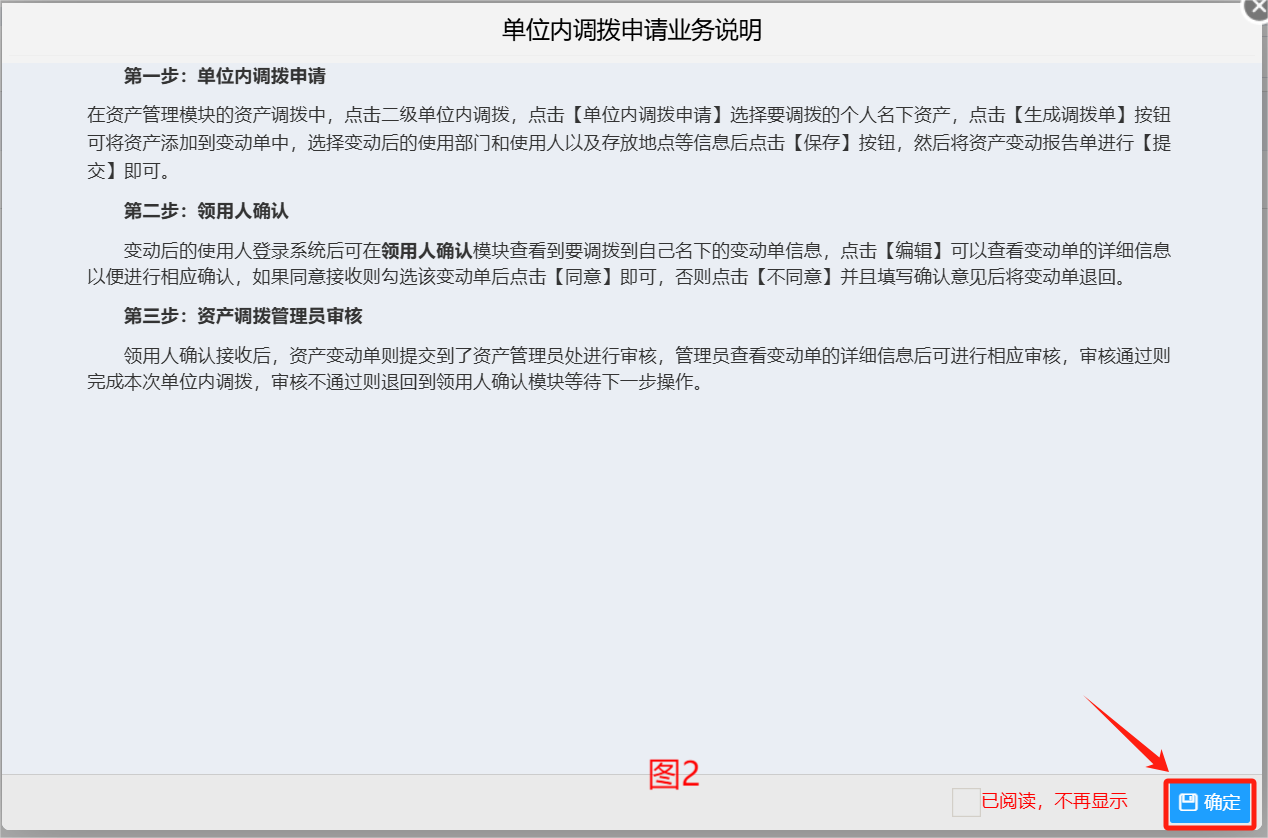 单位内调拨申请业务说明
第一步：单位内调拨申请
在资产管理模块的资产调拨中，点击二级单位内调拨，点击【单位内调拨申请】选择要调拨的个人名下资产，点击【生成调拨单】按钮
可将资产添加到变动单中，选择变动后的使用部门和使用人以及存放地点等信息后点击【保存】按钮，然后将资产变动报告单进行【提
交】即可。
第二步：领用人确认
变动后的使用人登录系统后可在领用人确认模块查看到要调拨到自己名下的变动单信息，点击【编辑】可以查看变动单的详细信息
以便进行相应确认，如果同意接收则勾选该变动单后点击【同意】即可，否则点击【不同意】并且填写确认意见后将变动单退回。
第三步：资产调拨管理员审核
领用人确认接收后，资产变动单则提交到了资产管理员处进行审核，管理员查看变动单的详细信息后可进行相应审核，审核通过则
完成本次单位内调拨，审核不通过则退回到领用人确认模块等待下一步操作。
图2
已阅读，不再显示
确定